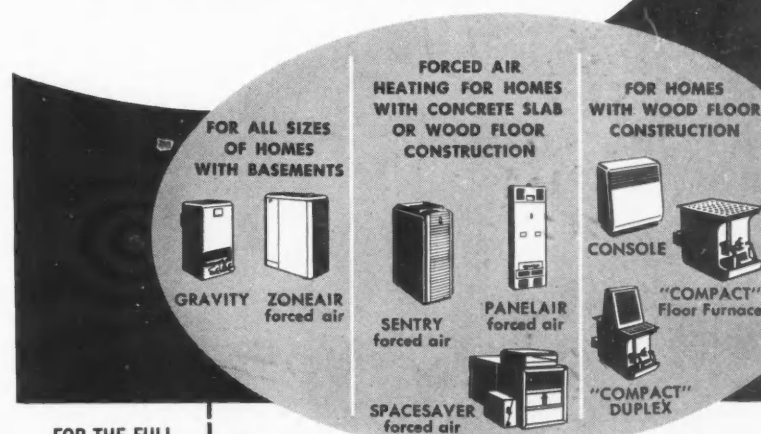 FOR ALL SIZES
OF HOMES
WITH BASEMENTS
GRAVITY
ZONEAIR
forced air
FORCED AIR
HEATING FOR HOMES
WITH CONCRETE SLAB
OR WOOD FLOOR
CONSTRUCTION
SENTRY
forced air
PANELAIR
forced air
SPACESAVER
forced air
FOR HOMES
WITH WOOD FLOOR
CONSTRUCTION
CONSOLE
"COMPACT"
Floor Furnace
"COMPACT"
DUPLEX
FOR THE FULL